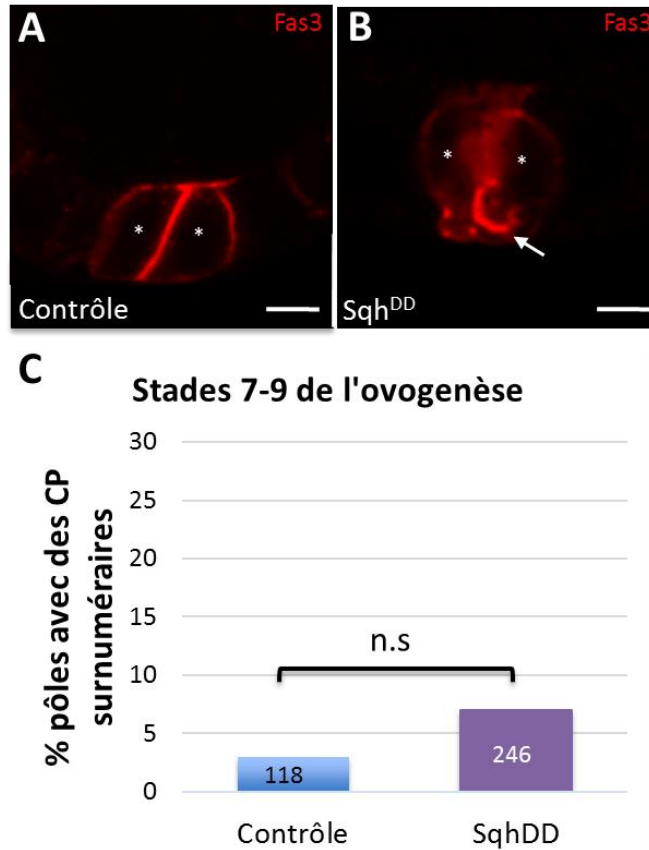 A
Fas3
*
*
Contrôle
B
Fas3
*
*
Sqh^DD
C
Stades 7-9 de l'ovogenèse
% pôles avec des CP
surnuméraires
30
25
20
15
10
5
0
n.s
118
246
Contrôle
SqhDD